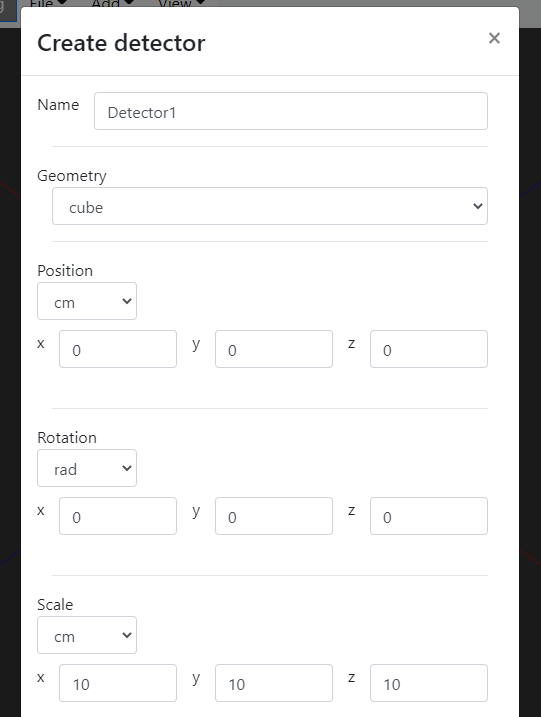 File Add View
Create detector ×
Name Detector1
Geometry
cube
Position
cm
x 0 y 0 z 0
Rotation
rad
x 0 y 0 z 0
Scale
cm
x 10 y 10 z 10